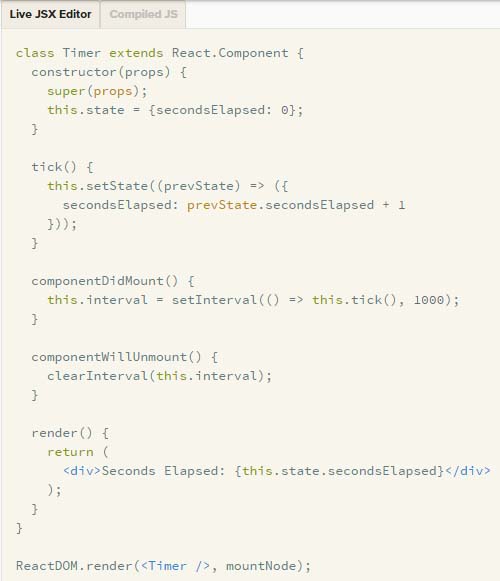 Live JSX Editor Compiled JS
class Timer extends React.Component {
  constructor(props) {
    super(props);
    this.state = {secondsElapsed: 0};
  }

  tick() {
    this.setState((prevState) => ({
      secondsElapsed: prevState.secondsElapsed + 1
    }));
  }

  componentDidMount() {
    this.interval = setInterval(() => this.tick(), 1000);
  }

  componentWillUnmount() {
    clearInterval(this.interval);
  }

  render() {
    return (
      <div>Seconds Elapsed: {this.state.secondsElapsed}</div>
    );
  }
}

ReactDOM.render(<Timer />, mountNode);